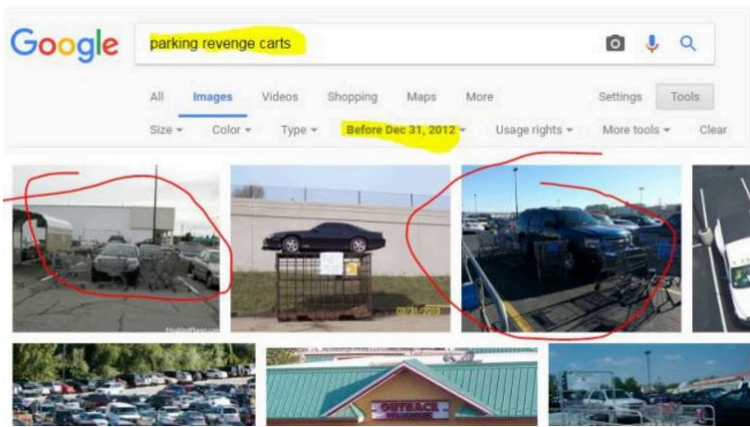 Google parking revenge carts
All Images Videos Shopping Maps More Settings Tools
Size Color Type Before Dec 31, 2012 Usage rights More tools Clear
OUTBACK